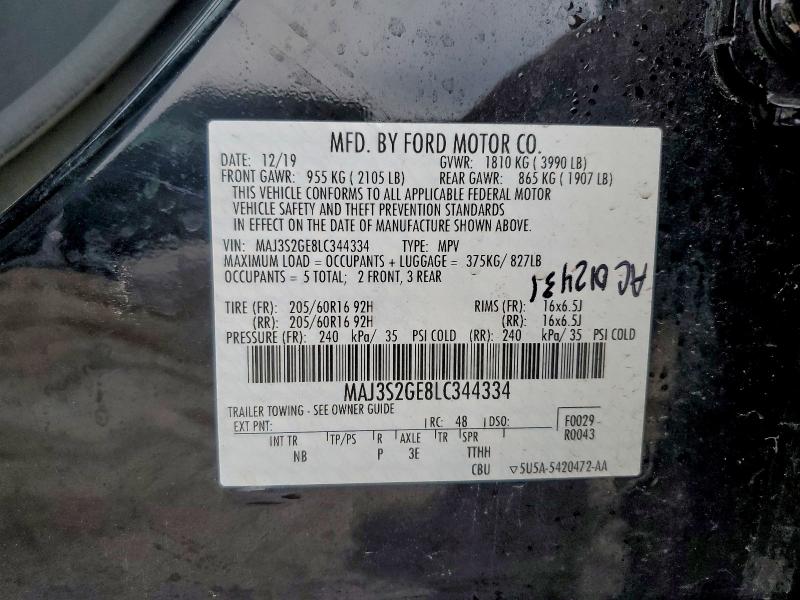 MFD. BY FORD MOTOR CO.
DATE: 12/19 GVWR: 1810 KG ( 3990 LB)
FRONT GAWR: 955 KG ( 2105 LB) REAR GAWR: 865 KG ( 1907 LB)
THIS VEHICLE CONFORMS TO ALL APPLICABLE FEDERAL MOTOR
VEHICLE SAFETY AND THEFT PREVENTION STANDARDS
IN EFFECT ON THE DATE OF MANUFACTURE SHOWN ABOVE.
VIN: MAJ3S2GE8LC344334 TYPE: MPV
MAXIMUM LOAD = OCCUPANTS + LUGGAGE = 375KG/ 827LB
OCCUPANTS = 5 TOTAL; 2 FRONT, 3 REAR
AC012431
TIRE (FR): 205/60R16 92H RIMS (FR): 16x6.5J
(RR): 205/60R16 92H (RR): 16x6.5J
PRESSURE (FR): 240 kPa/ 35 PSI COLD (RR): 240 kPa/ 35 PSI COLD
MAJ3S2GE8LC344334
TRAILER TOWING - SEE OWNER GUIDE
EXT PNT: RC: 48 DSO: F0029
R0043
INT TR TP/PS R AXLE TR SPR
NB P 3E TTHH
CBU ▽5U5A-5420472-AA